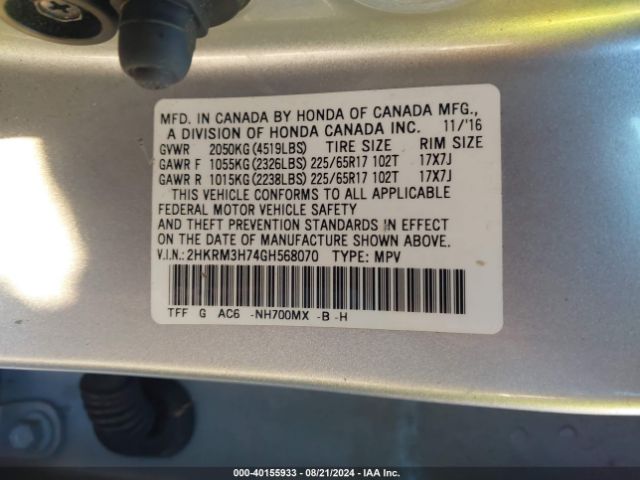 MFD. IN CANADA BY HONDA OF CANADA MFG.,
A DIVISION OF HONDA CANADA INC. 11/'16
GVWR 2050KG(4519LBS) TIRE SIZE RIM SIZE
GAWR F 1055KG(2326LBS) 225/65R17 102T 17X7J
GAWR R 1015KG(2238LBS) 225/65R17 102T 17X7J
THIS VEHICLE CONFORMS TO ALL APPLICABLE
FEDERAL MOTOR VEHICLE SAFETY
AND THEFT PREVENTION STANDARDS IN EFFECT
ON THE DATE OF MANUFACTURE SHOWN ABOVE.
V.I.N.: 2HKRM3H74GH568070 TYPE: MPV
TFF G AC6 -NH700MX -B -H
000-40155933 - 08/21/2024 - IAA Inc.